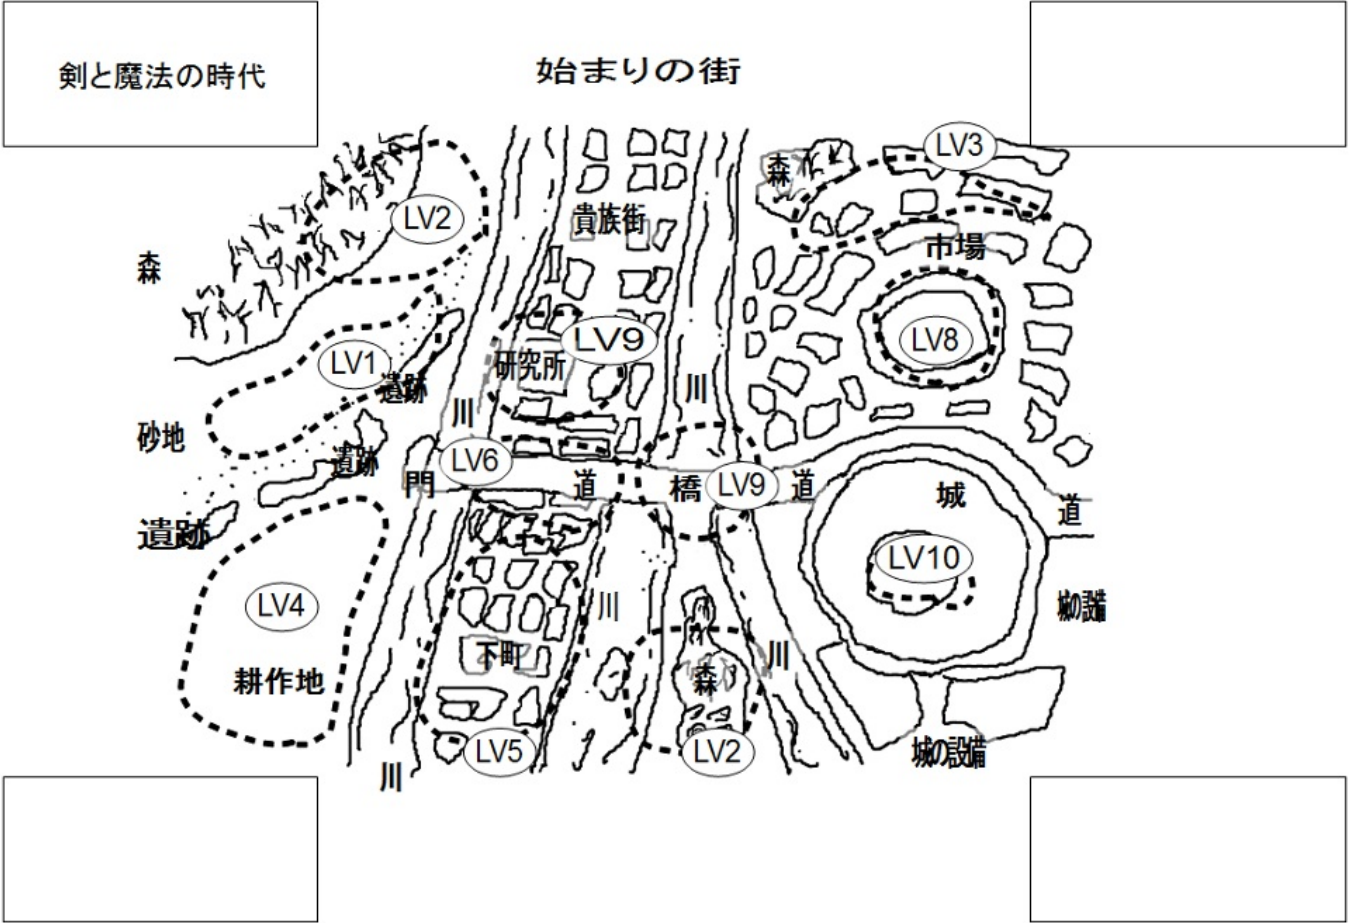 剣と魔法の時代
始まりの街
LV3
森
LV2
貴族街
市場
森
LV9
LV8
LV1
研究所
遺跡
川
川
砂地
遺跡
LV6
門
道
橋
LV9
道
城
道
遺跡
LV10
LV4
川
城の設備
下町
川
森
耕作地
LV5
LV2
城の設備
川